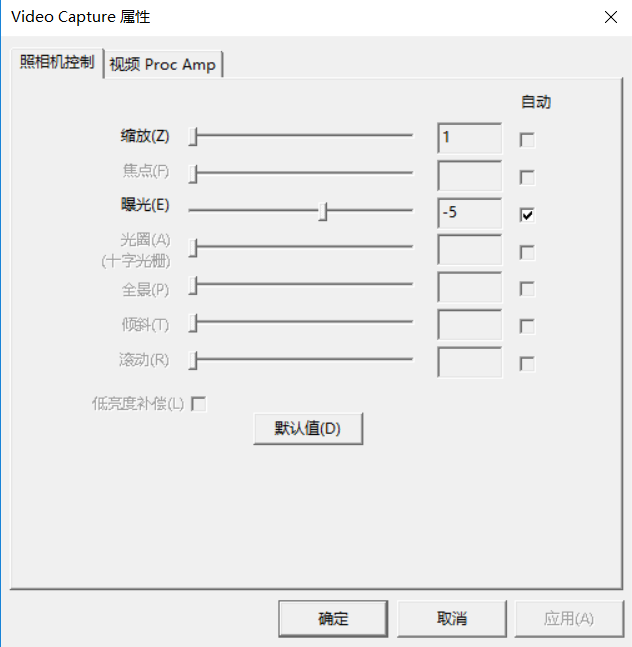 Video Capture 属性
照相机控制
视频 Proc Amp
自动
缩放(Z)
1
焦点(F)
曝光(E)
-5
光圈(A)
(十字光栅)
全景(P)
倾斜(T)
滚动(R)
低亮度补偿(L)
默认值(D)
确定
取消
应用(A)